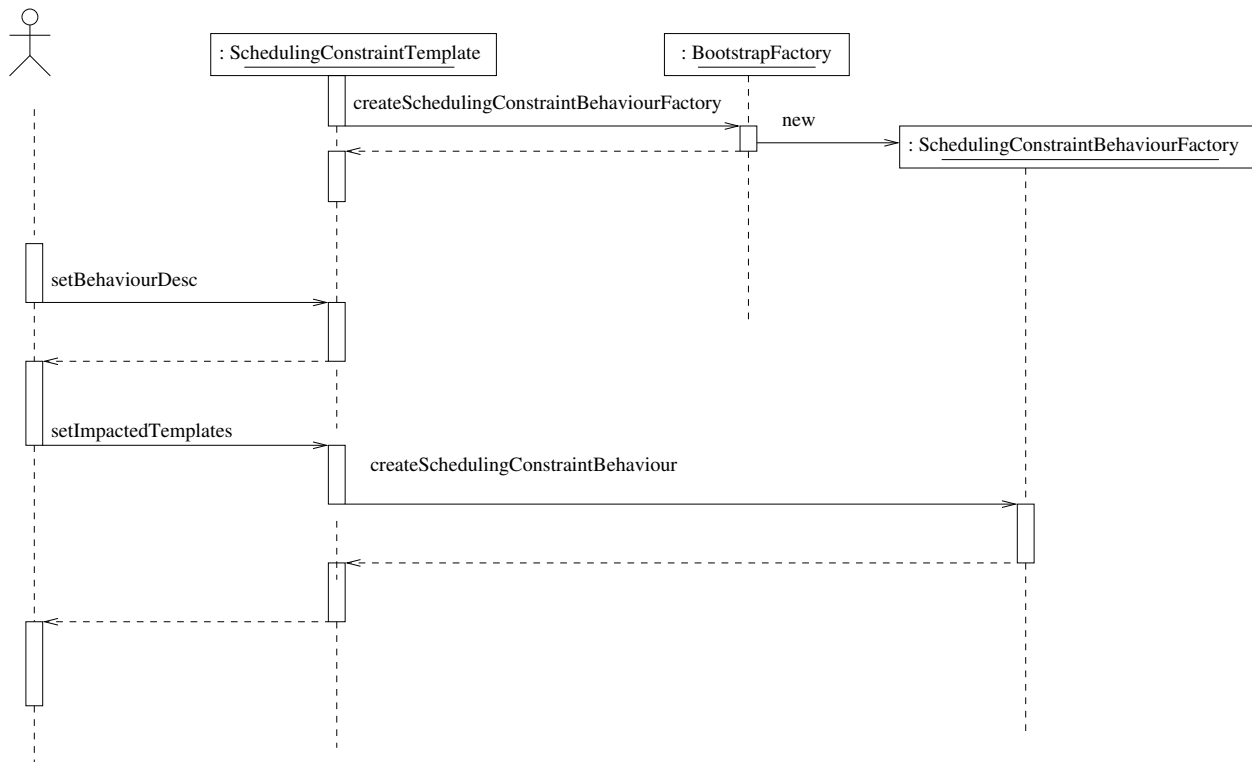 : SchedulingConstraintTemplate
: BootstrapFactory
createSchedulingConstraintBehaviourFactory
new
: SchedulingConstraintBehaviourFactory
setBehaviourDesc
setImpactedTemplates
createSchedulingConstraintBehaviour